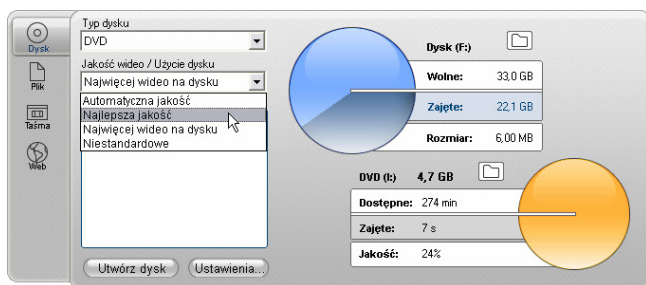 Dysk
Plik
Taśma
Web
Typ dysku
DVD
Jakość wideo / Użycie dysku
Najwięcej wideo na dysku
Automatyczna jakość
Najlepsza jakość
Najwięcej wideo na dysku
Niestandardowe
Utwórz dysk
Ustawienia...
Dysk (F:)
Wolne: 33,0 GB
Zajęte: 22,1 GB
Rozmiar: 6,00 MB
DVD (I:) 4,7 GB
Dostępne: 274 min
Zajęte: 7 s
Jakość: 24%